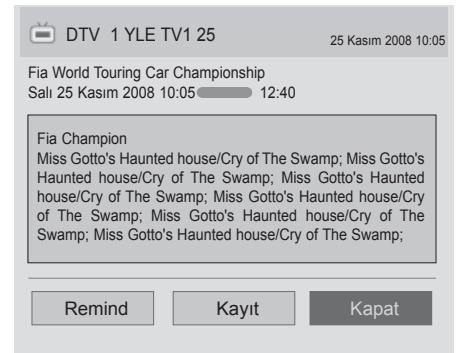 DTV 1 YLE TV1 25
25 Kasım 2008 10:05
Fia World Touring Car Championship
Salı 25 Kasım 2008 10:05 12:40
Fia Champion
Miss Gotto's Haunted house/Cry of The Swamp; Miss Gotto's
Haunted house/Cry of The Swamp; Miss Gotto's Haunted
house/Cry of The Swamp; Miss Gotto's Haunted house/Cry
of The Swamp; Miss Gotto's Haunted house/Cry of The
Swamp; Miss Gotto's Haunted house/Cry of The Swamp;
Remind Kayıt Kapat